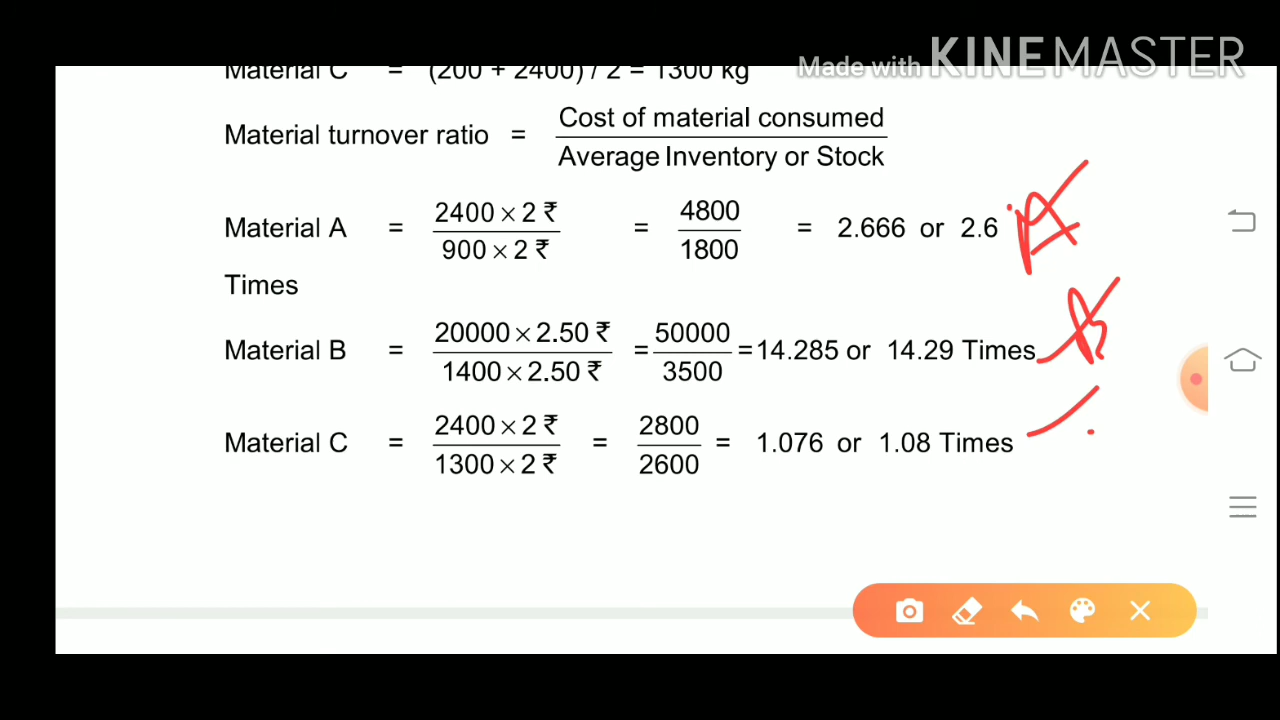 Made with KINEMASTER
Material C = (200 + 2400) / 2 = 1300 kg
Material turnover ratio = Cost of material consumed / Average Inventory or Stock
Material A = 2400 × 2 ₹ / 900 × 2 ₹ = 4800 / 1800 = 2.666 or 2.6
Times
Material B = 20000 × 2.50 ₹ / 1400 × 2.50 ₹ = 50000 / 3500 = 14.285 or 14.29 Times
Material C = 2400 × 2 ₹ / 1300 × 2 ₹ = 2800 / 2600 = 1.076 or 1.08 Times